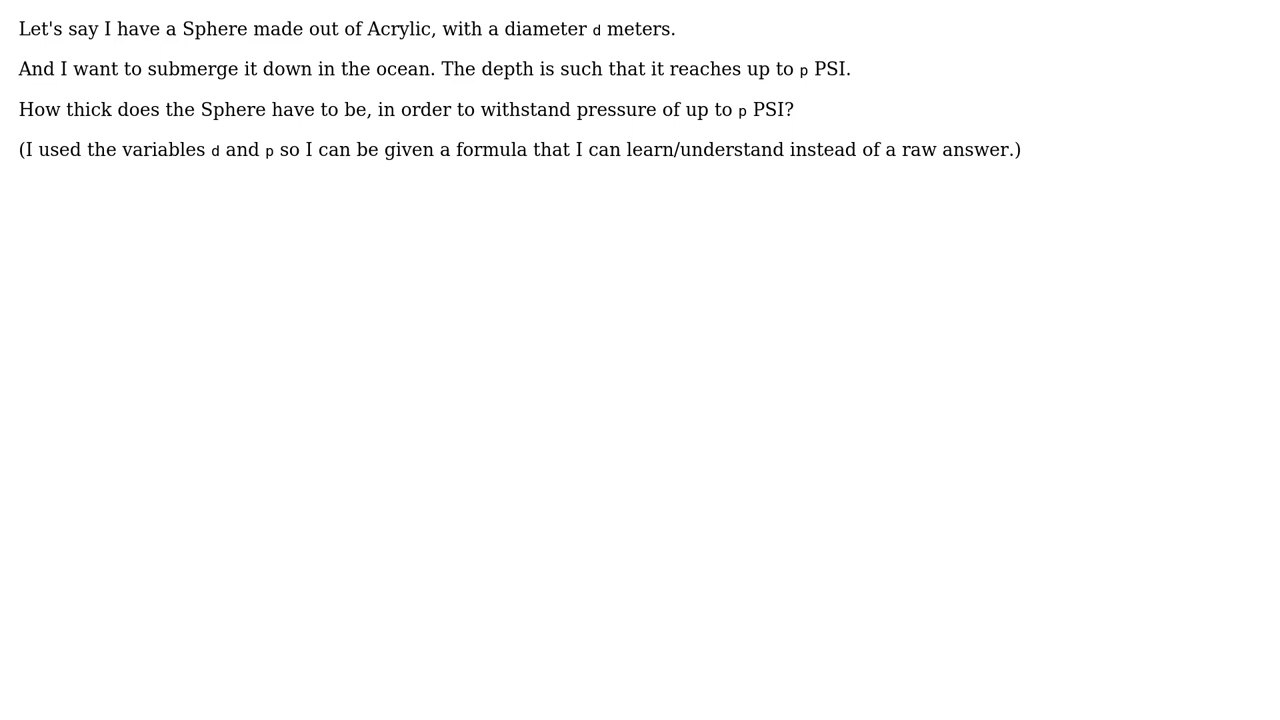 Let's say I have a Sphere made out of Acrylic, with a diameter d meters.
And I want to submerge it down in the ocean. The depth is such that it reaches up to p PSI.
How thick does the Sphere have to be, in order to withstand pressure of up to p PSI?
(I used the variables d and p so I can be given a formula that I can learn/understand instead of a raw answer.)